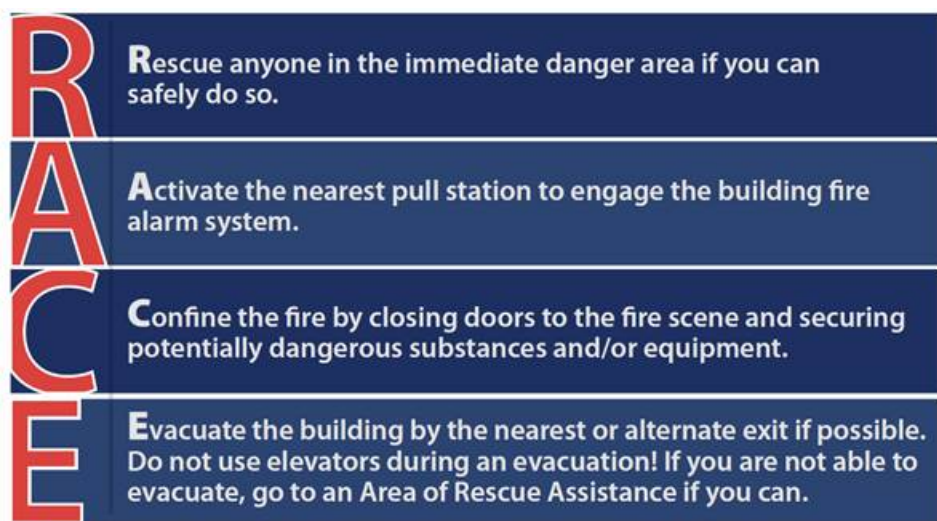 R
Rescue anyone in the immediate danger area if you can
safely do so.
A
Activate the nearest pull station to engage the building fire
alarm system.
C
Confine the fire by closing doors to the fire scene and securing
potentially dangerous substances and/or equipment.
E
Evacuate the building by the nearest or alternate exit if possible.
Do not use elevators during an evacuation! If you are not able to
evacuate, go to an Area of Rescue Assistance if you can.